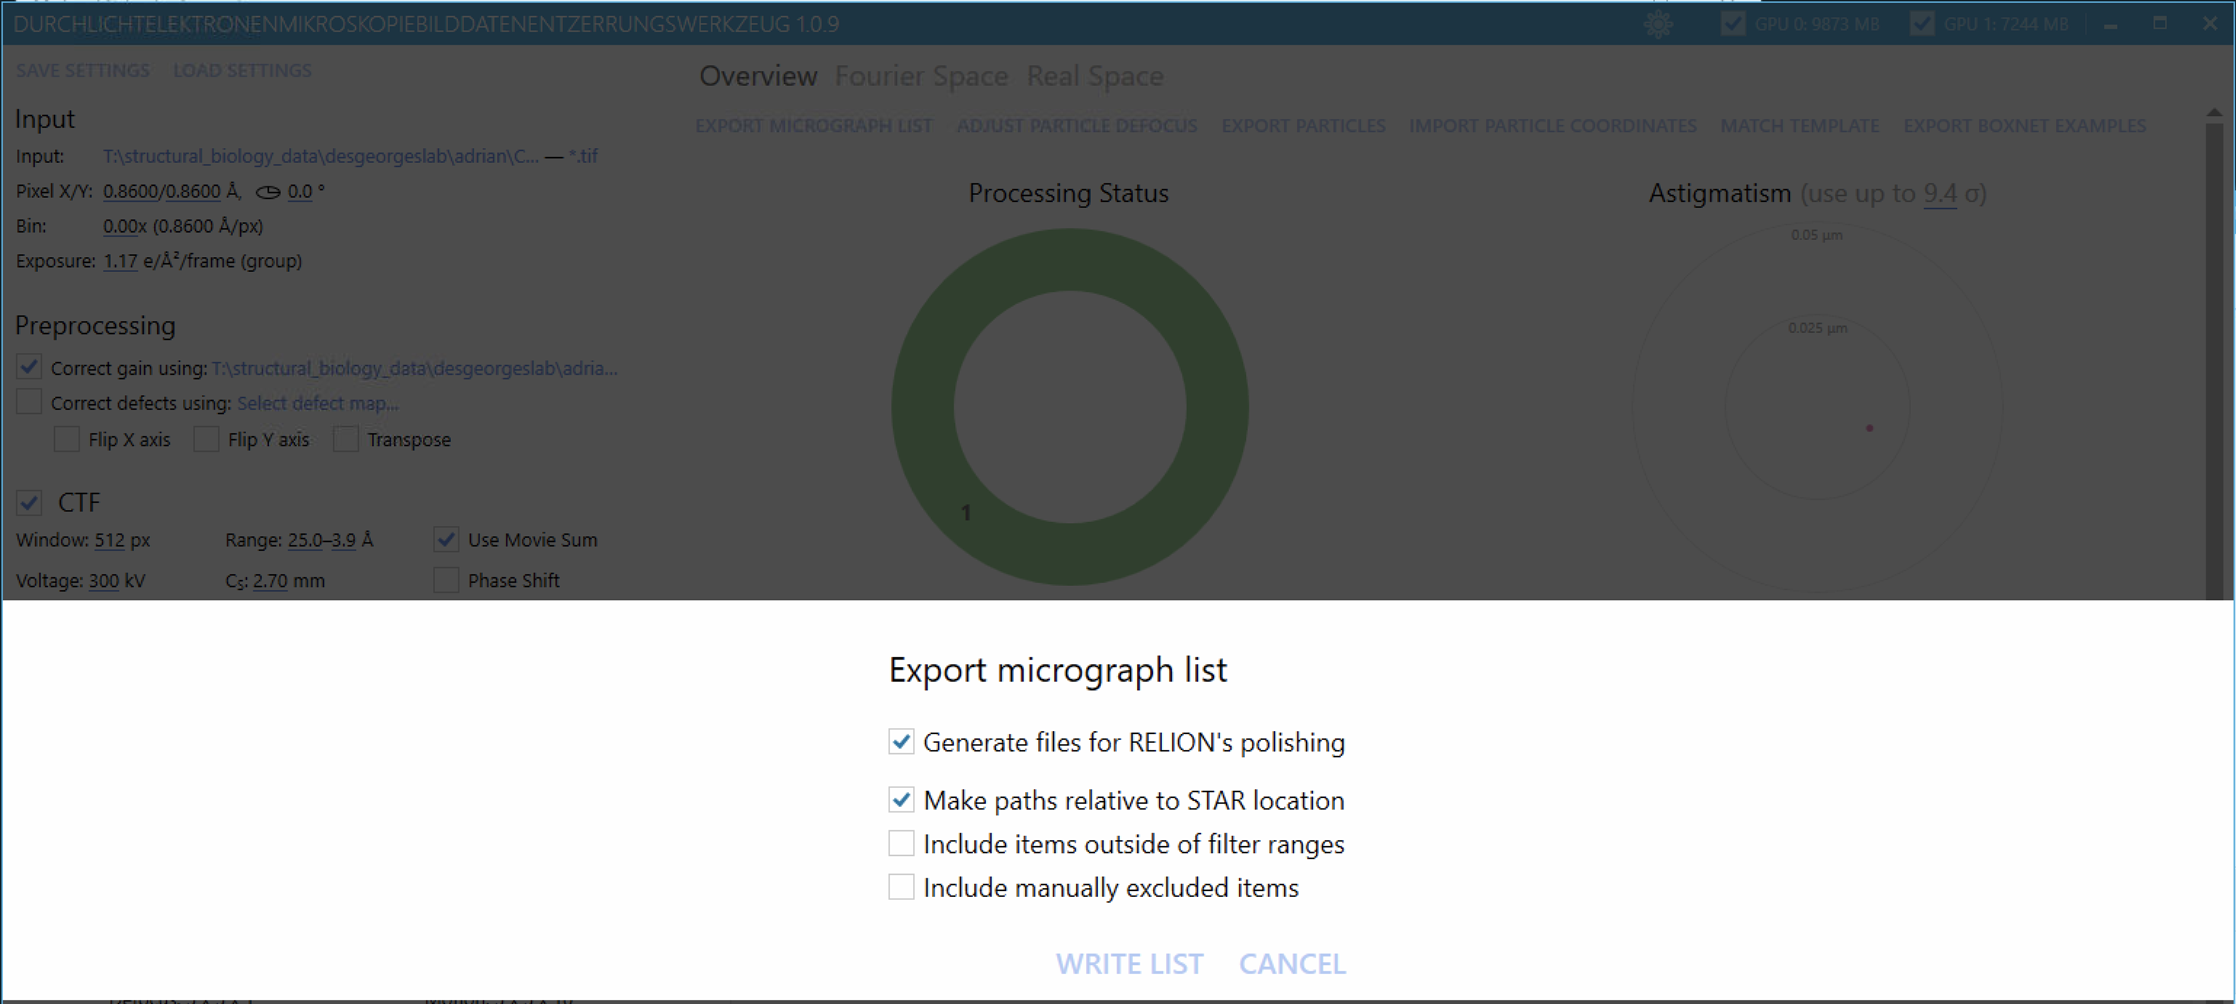 DURCHLICHTELEKTRONENMIKROSKOPIEBILDDATENENTZERRUNGSWERKZEUG 1.0.9
GPU 0: 9873 MB GPU 1: 7244 MB
SAVE SETTINGS LOAD SETTINGS
Overview Fourier Space Real Space
EXPORT MICROGRAPH LIST ADJUST PARTICLE DEFOCUS EXPORT PARTICLES IMPORT PARTICLE COORDINATES MATCH TEMPLATE EXPORT BOXNET EXAMPLES
Input
Input: T:\structural_biology_data\desgeorgeslab\adrian\C... — *.tif
Pixel X/Y: 0.8600/0.8600 Å, 0.0 °
Bin: 0.00x (0.8600 Å/px)
Exposure: 1.17 e/Å²/frame (group)
Preprocessing
Correct gain using: T:\structural_biology_data\desgeorgeslab\adria...
Correct defects using: Select defect map...
Flip X axis Flip Y axis Transpose
CTF
Window: 512 px Range: 25.0–3.9 Å Use Movie Sum
Voltage: 300 kV Cs: 2.70 mm Phase Shift
Processing Status
1
Astigmatism (use up to 9.4 σ)
0.05 µm
0.025 µm
Export micrograph list
Generate files for RELION's polishing
Make paths relative to STAR location
Include items outside of filter ranges
Include manually excluded items
WRITE LIST CANCEL